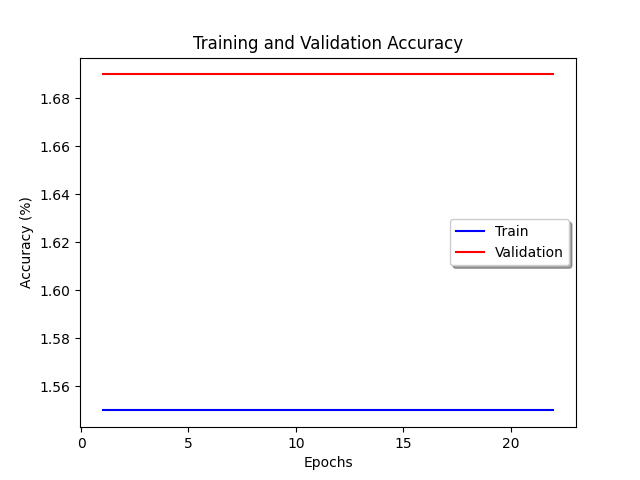 Training and Validation Accuracy
Accuracy (%)
1.68
1.66
1.64
1.62
1.60
1.58
1.56
Train
Validation
0 5 10 15 20
Epochs